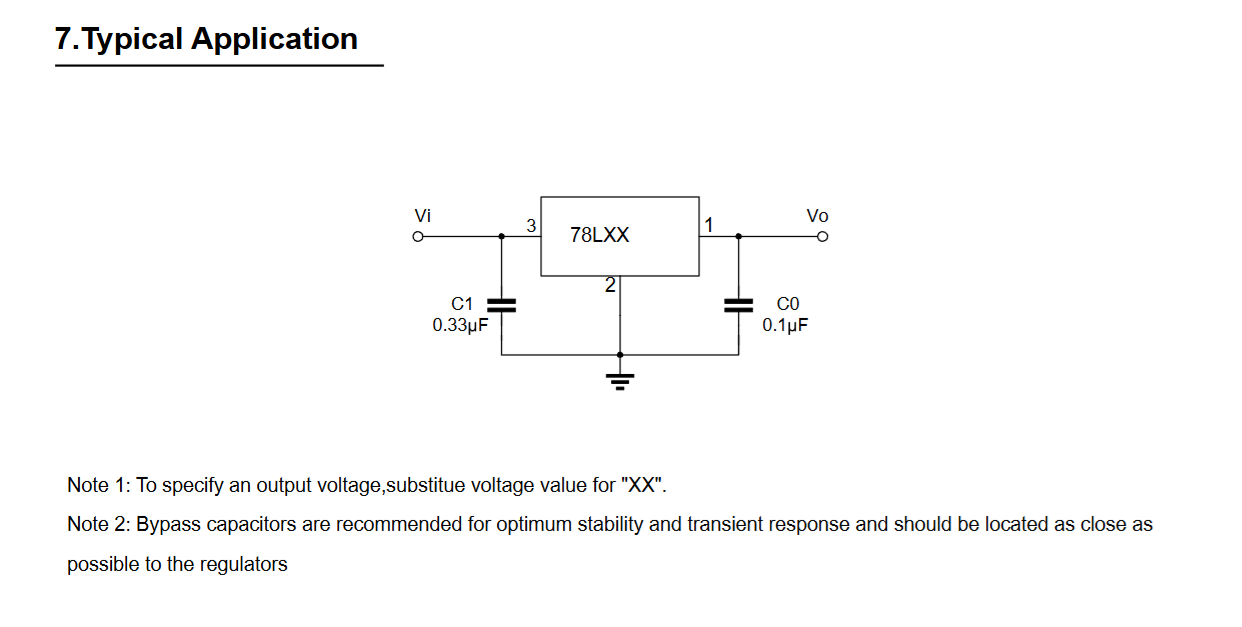 7.Typical Application
Vi
3
78LXX
1
Vo
2
C1
0.33µF
C0
0.1µF
Note 1: To specify an output voltage,substitue voltage value for "XX".
Note 2: Bypass capacitors are recommended for optimum stability and transient response and should be located as close as
possible to the regulators